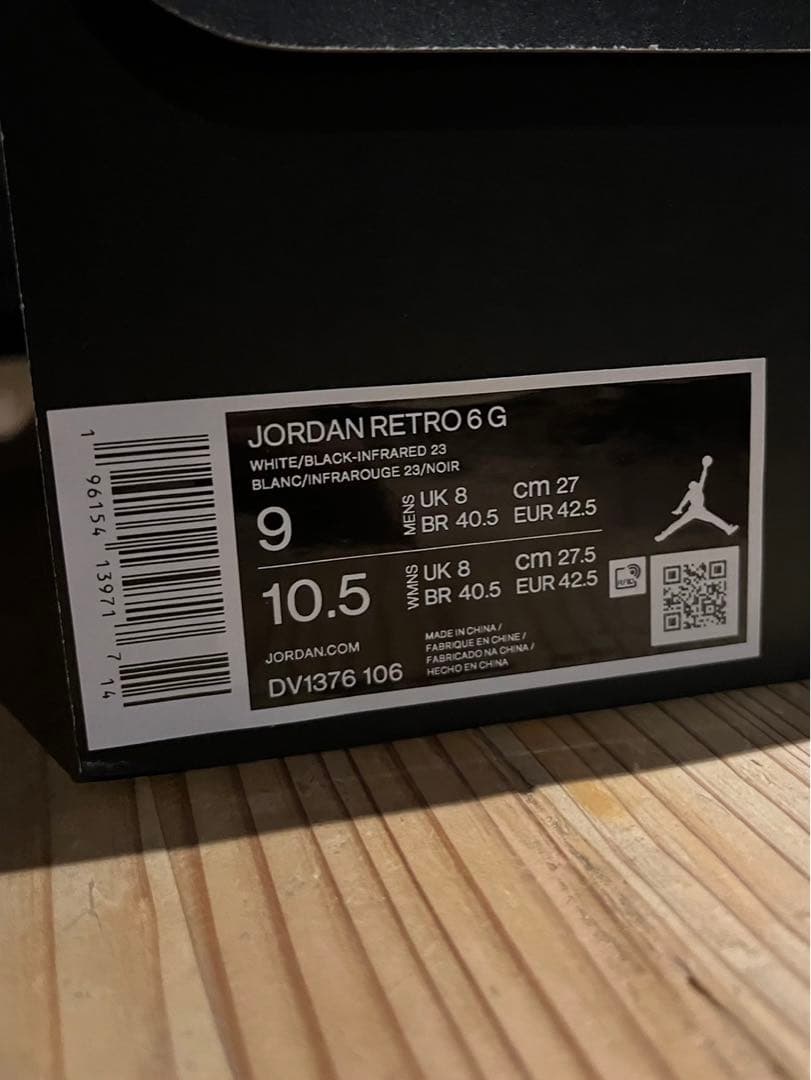 JORDAN RETRO 6 G
WHITE/BLACK-INFRARED 23
BLANC/INFRAROUGE 23/NOIR
9
MENS
UK 8 cm 27
BR 40.5 EUR 42.5
10.5
WMNS
UK 8 cm 27.5
BR 40.5 EUR 42.5
RFID
JORDAN.COM
DV1376 106
MADE IN CHINA /
FABRIQUE EN CHINE /
FABRICADO NA CHINA /
HECHO EN CHINA
1 96154 13971 7 14